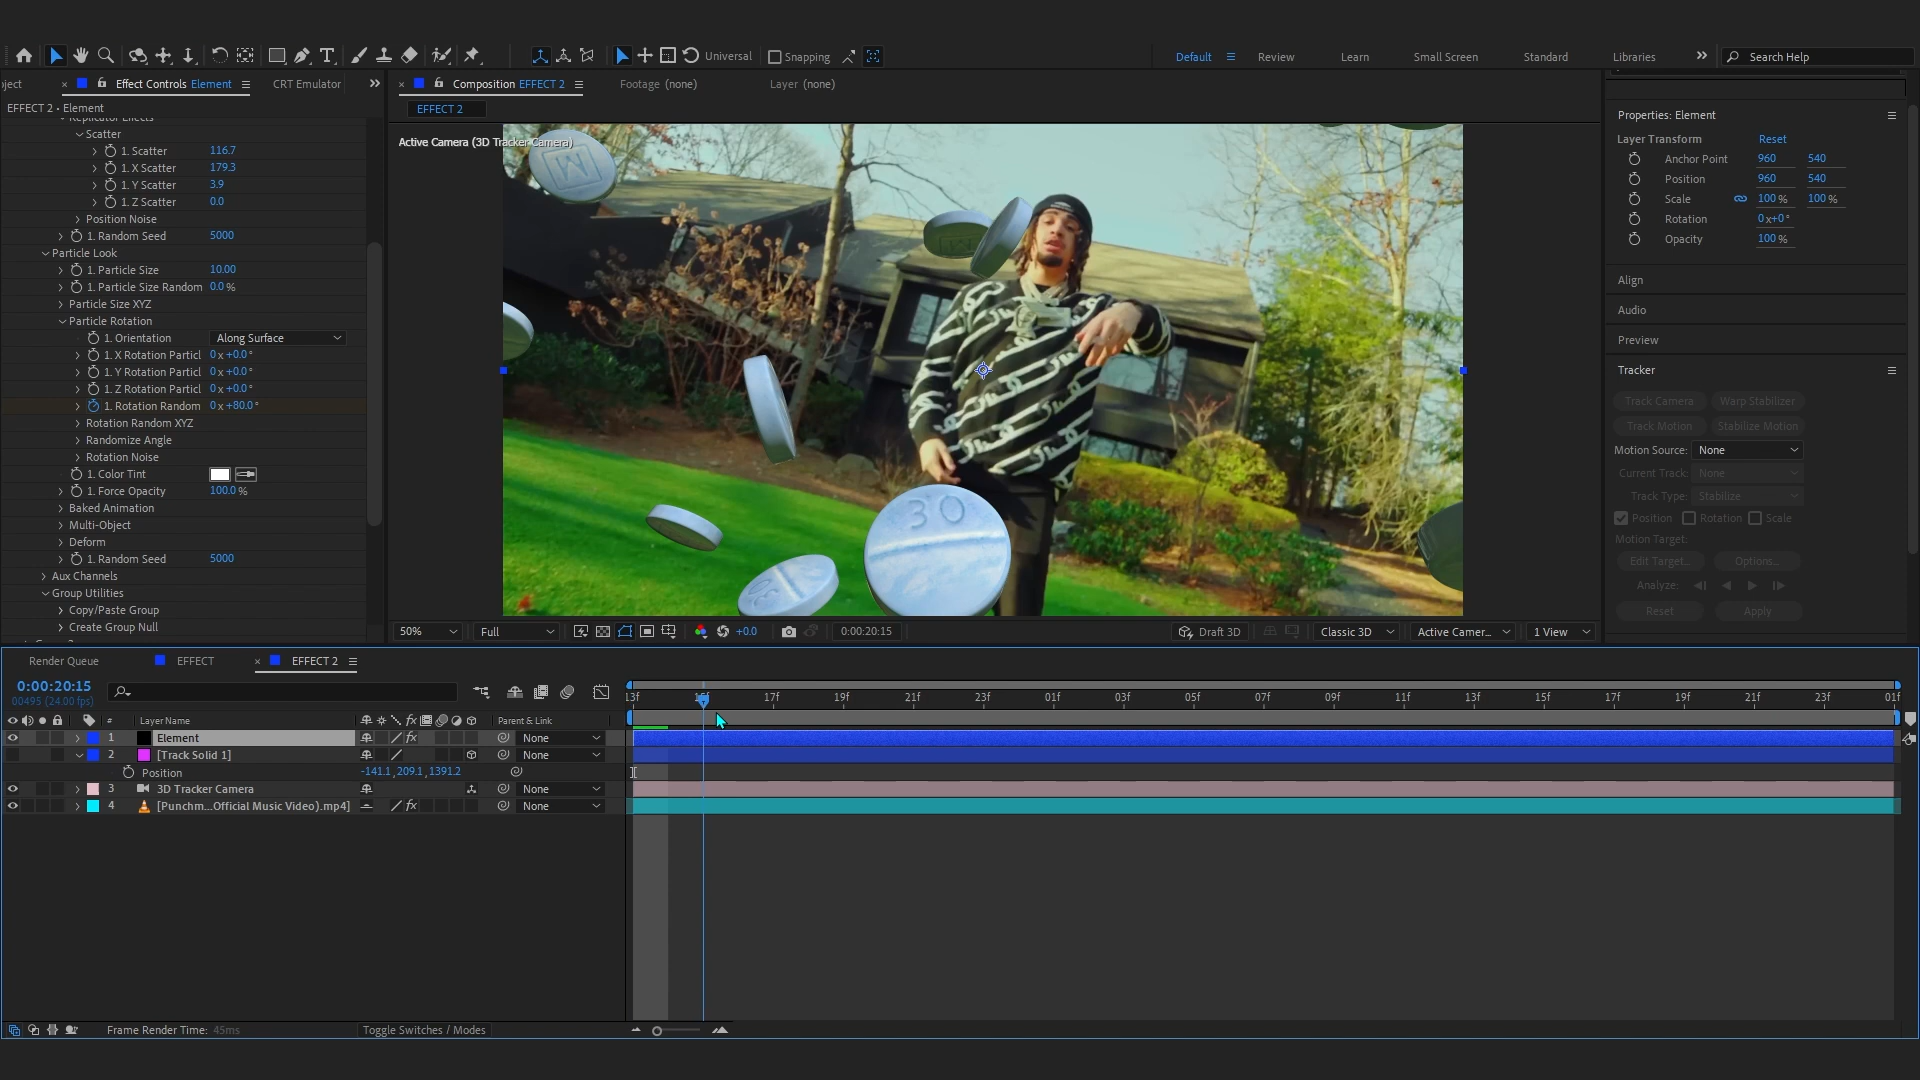 Universal
Snapping
Default
Review
Learn
Small Screen
Standard
Libraries
Search Help
ject
Effect Controls Element
CRT Emulator
Composition EFFECT 2
Footage (none)
Layer (none)
EFFECT 2 • Element
EFFECT 2
Replicator Effects
Scatter
1. Scatter 116.7
1. X Scatter 179.3
1. Y Scatter 3.9
1. Z Scatter 0.0
Position Noise
1. Random Seed 5000
Particle Look
1. Particle Size 10.00
1. Particle Size Random 0.0 %
Particle Size XYZ
Particle Rotation
1. Orientation Along Surface
1. X Rotation Particl 0 x +0.0 °
1. Y Rotation Particl 0 x +0.0 °
1. Z Rotation Particl 0 x +0.0 °
1. Rotation Random 0 x +80.0 °
Rotation Random XYZ
Randomize Angle
Rotation Noise
1. Color Tint
1. Force Opacity 100.0 %
Baked Animation
Multi-Object
Deform
1. Random Seed 5000
Aux Channels
Group Utilities
Copy/Paste Group
Create Group Null
Active Camera (3D Tracker Camera)
M
30
50%
Full
+0.0
0:00:20:15
Draft 3D
Classic 3D
Active Camer...
1 View
Properties: Element
Layer Transform Reset
Anchor Point 960 540
Position 960 540
Scale 100 % 100 %
Rotation 0 x+0 °
Opacity 100 %
Align
Audio
Preview
Tracker
Track Camera Warp Stabilizer
Track Motion Stabilize Motion
Motion Source: None
Current Track: None
Track Type: Stabilize
Position Rotation Scale
Motion Target:
Edit Target... Options...
Analyze:
Reset Apply
Render Queue
EFFECT
EFFECT 2
0:00:20:15
00495 (24.00 fps)
13f 15f 17f 19f 21f 23f 01f 03f 05f 07f 09f 11f 13f 15f 17f 19f 21f 23f 01f
# Layer Name fx Parent & Link
1 Element fx None
2 [Track Solid 1] None
Position -141.1,209.1,1391.2
3 3D Tracker Camera None
4 [Punchm...Official Music Video).mp4] fx None
Frame Render Time: 45ms
Toggle Switches / Modes